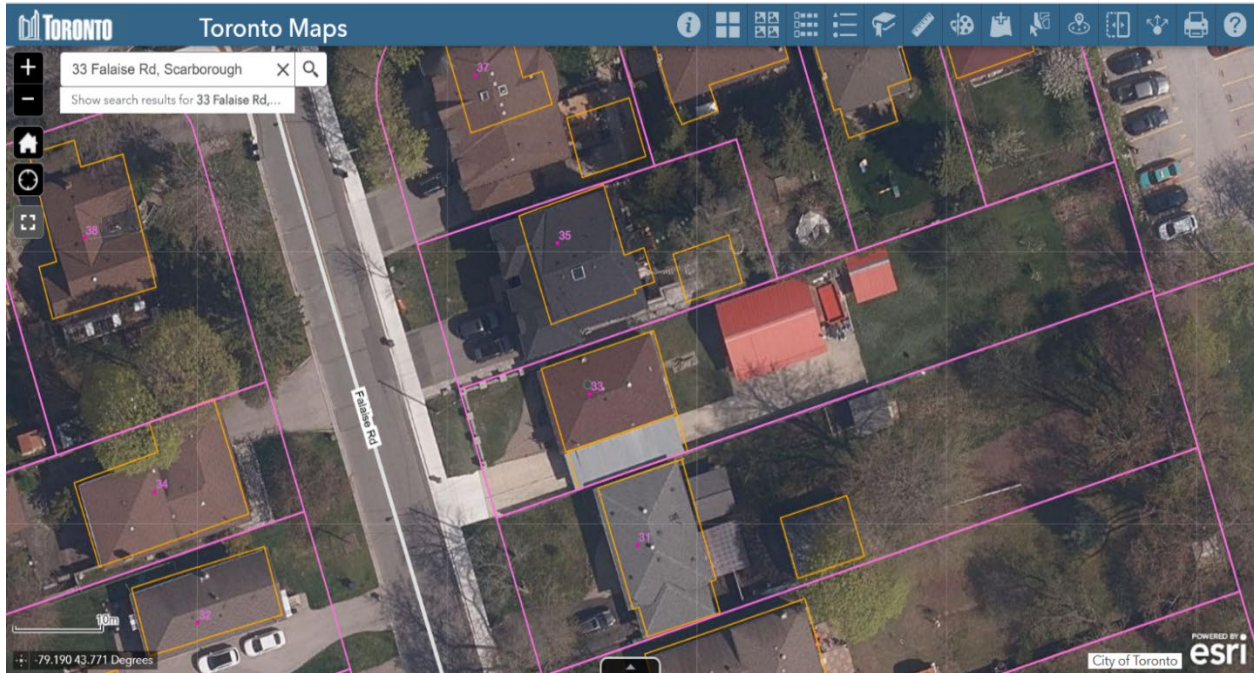 TORONTO
Toronto Maps
33 Falaise Rd, Scarborough
Show search results for 33 Falaise Rd,...
37
38
35
33
Falaise Rd
34
31
32
10m
-79.190 43.771 Degrees
City of Toronto
POWERED BY
esri